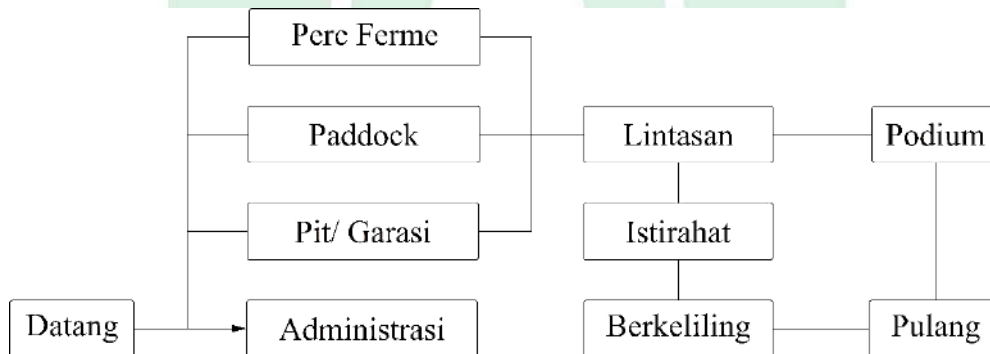 Perc Ferme
Paddock
Lintasan
Podium
Pit/ Garasi
Istirahat
Datang
Administrasi
Berkeliling
Pulang